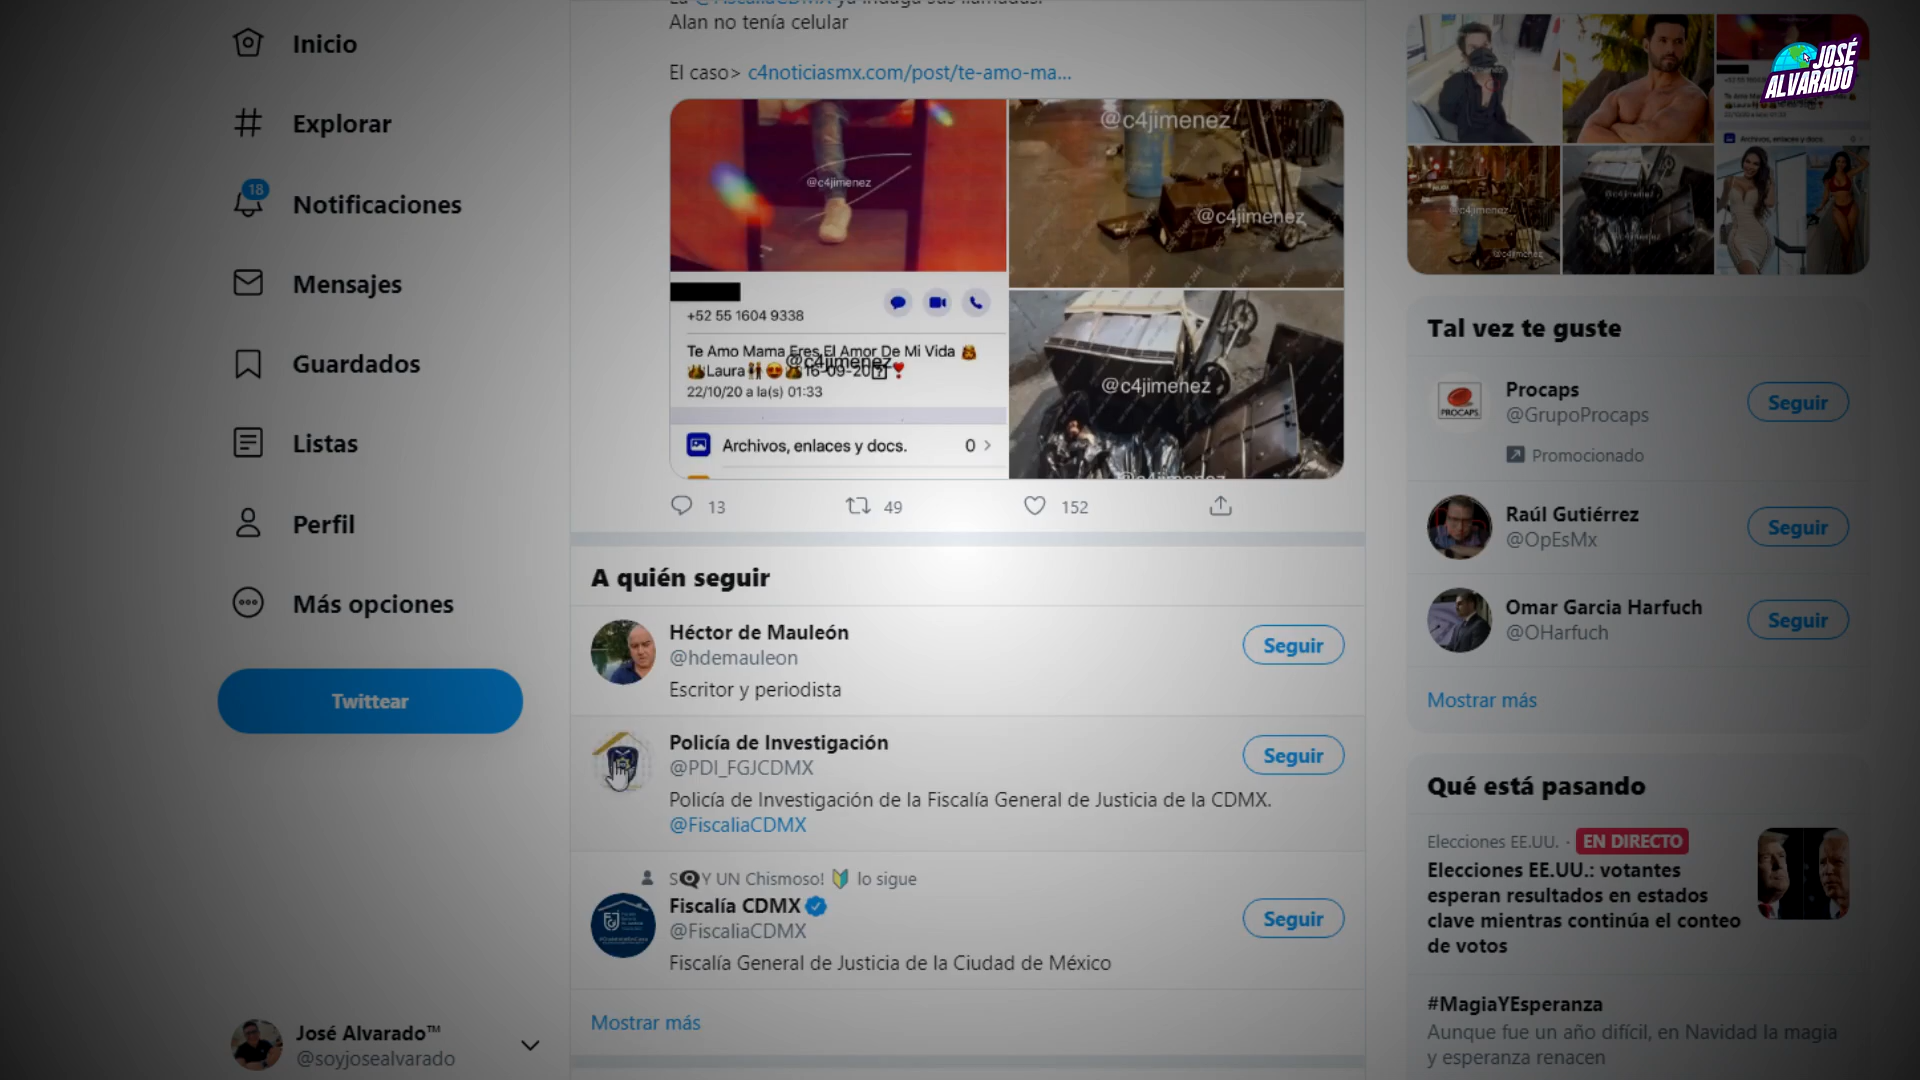 Inicio
Explorar
18
Notificaciones
Mensajes
Guardados
Listas
Perfil
Más opciones
Twittear
José Alvarado™
@soyjosealvarado
Alan no tenía celular
El caso> c4noticiasmx.com/post/te-amo-ma...
@c4jimenez
+52 55 1604 9338
Te Amo Mama Eres El Amor De Mi Vida
Laura 16-09-20
@c4jimenez
22/10/20 a la(s) 01:33
Archivos, enlaces y docs. 0
@c4jimenez
@c4jimenez
@c4jimenez
@c4jimenez
13 49 152
A quién seguir
Héctor de Mauleón
@hdemauleon
Escritor y periodista
Seguir
Policía de Investigación
@PDI_FGJCDMX
Policía de Investigación de la Fiscalía General de Justicia de la CDMX.
@FiscaliaCDMX
Seguir
S Y UN Chismoso! lo sigue
Fiscalía CDMX
@FiscaliaCDMX
Fiscalía General de Justicia de la Ciudad de México
Seguir
Mostrar más
JOSÉ
ALVARADO
Tal vez te guste
PROCAPS
Procaps
@GrupoProcaps
Promocionado
Seguir
Raúl Gutiérrez
@OpEsMx
Seguir
Omar Garcia Harfuch
@OHarfuch
Seguir
Mostrar más
Qué está pasando
Elecciones EE.UU. · EN DIRECTO
Elecciones EE.UU.: votantes
esperan resultados en estados
clave mientras continúa el conteo
de votos
#MagiaYEsperanza
Aunque fue un año difícil, en Navidad la magia
y esperanza renacen